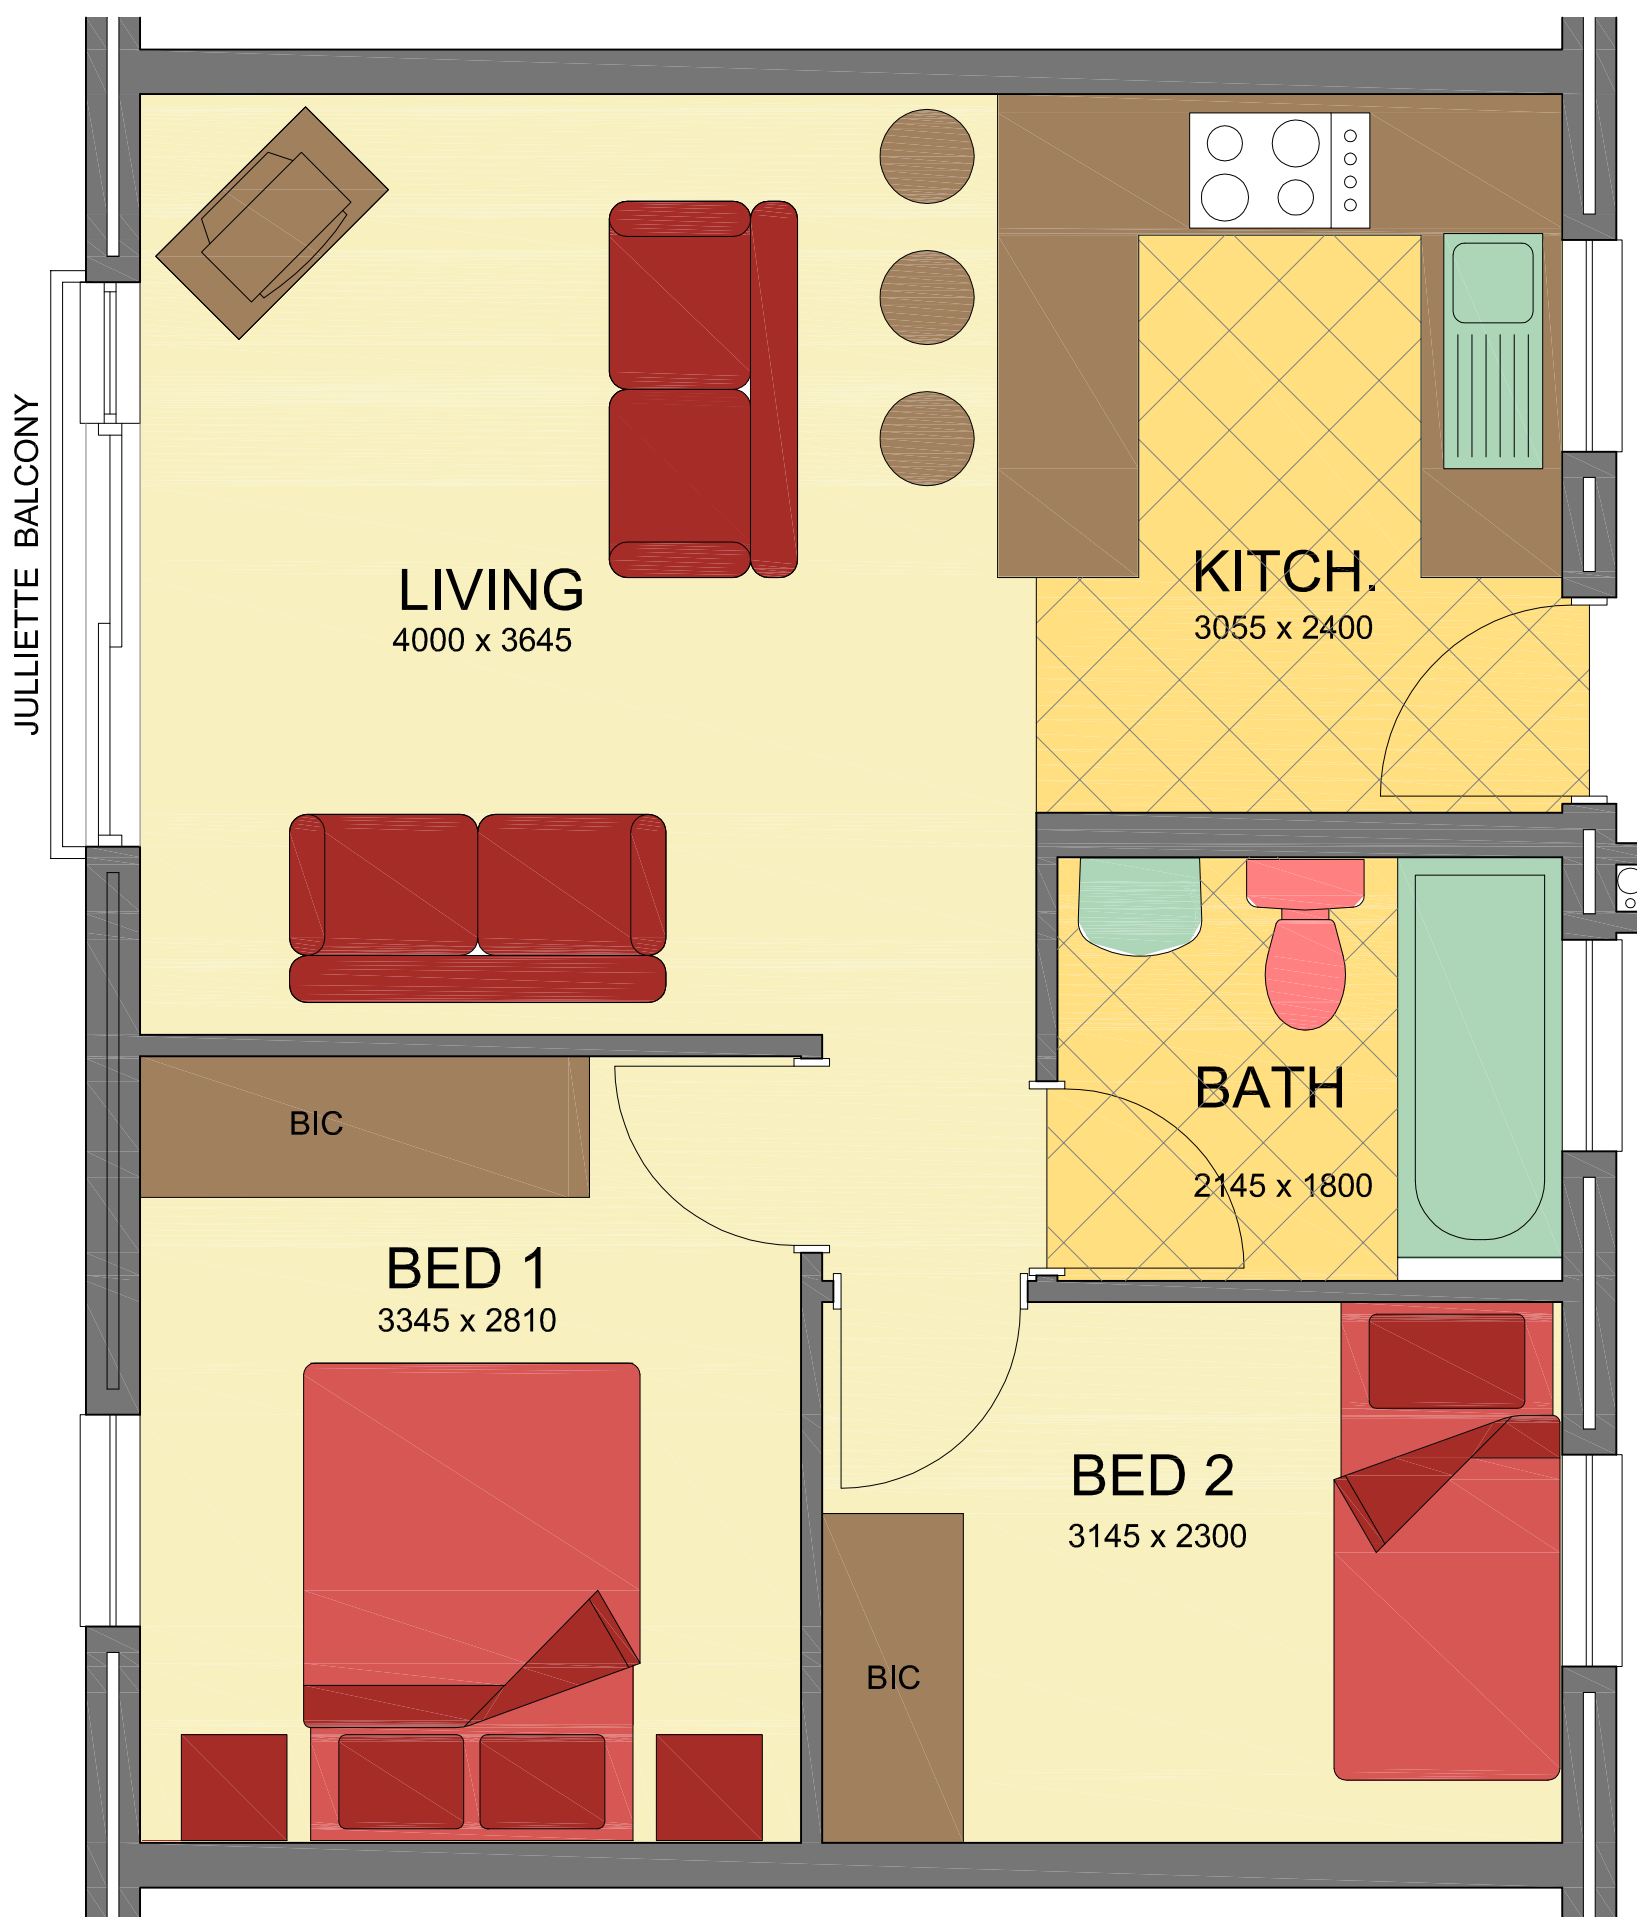 JULLIETTE BALCONY
LIVING
4000 x 3645
KITCH.
3055 x 2400
BATH
2145 x 1800
BIC
BED 1
3345 x 2810
BED 2
3145 x 2300
BIC